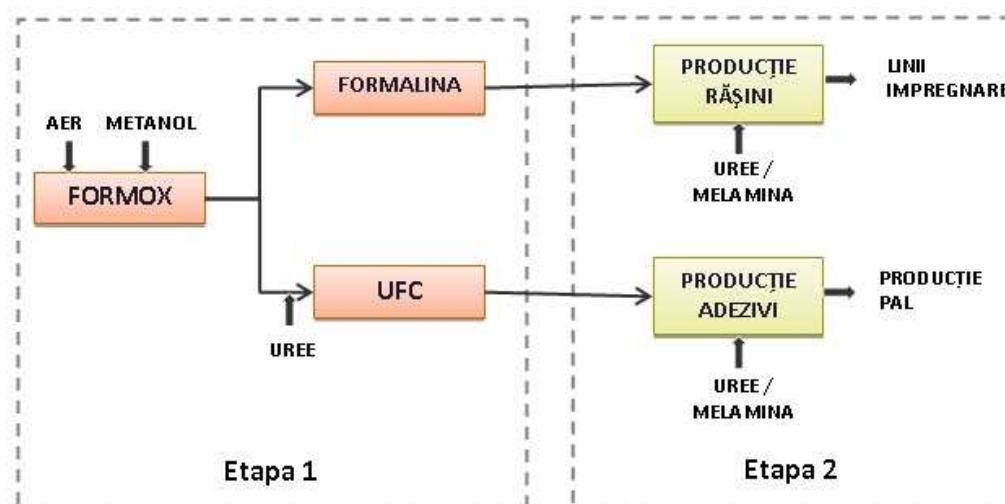 FORMALINA
PRODUCȚIE
RĂȘINI
LINII
IMPREGNARE
AER
METANOL
FORMOX
UREE /
MELAMINA
UFC
PRODUCȚIE
ADEZIVI
PRODUCȚIE
PAL
UREE
UREE /
MELAMINA
Etapa 1
Etapa 2